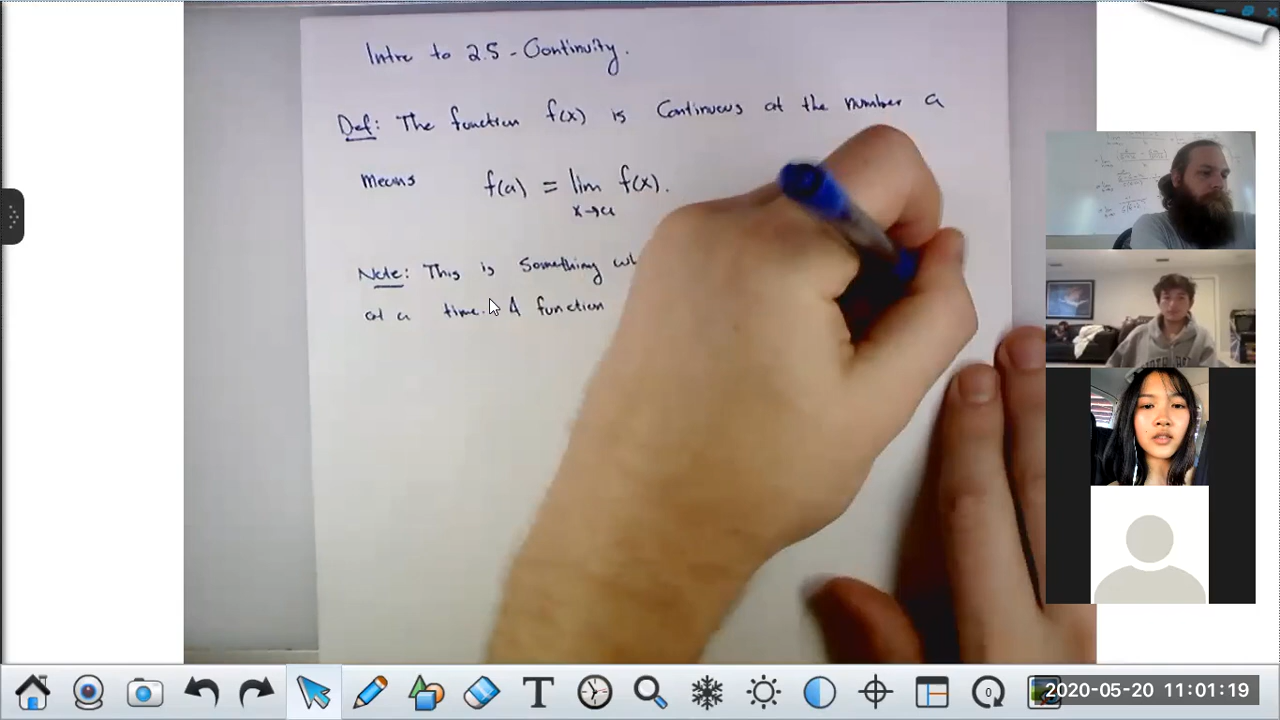 Intro to 2.5 - Continuity.
Def: The function f(x) is Continuous at the number a
means f(a) = lim f(x).
x→a
Note: This is Something
at a time. A function
2020-05-20 11:01:19